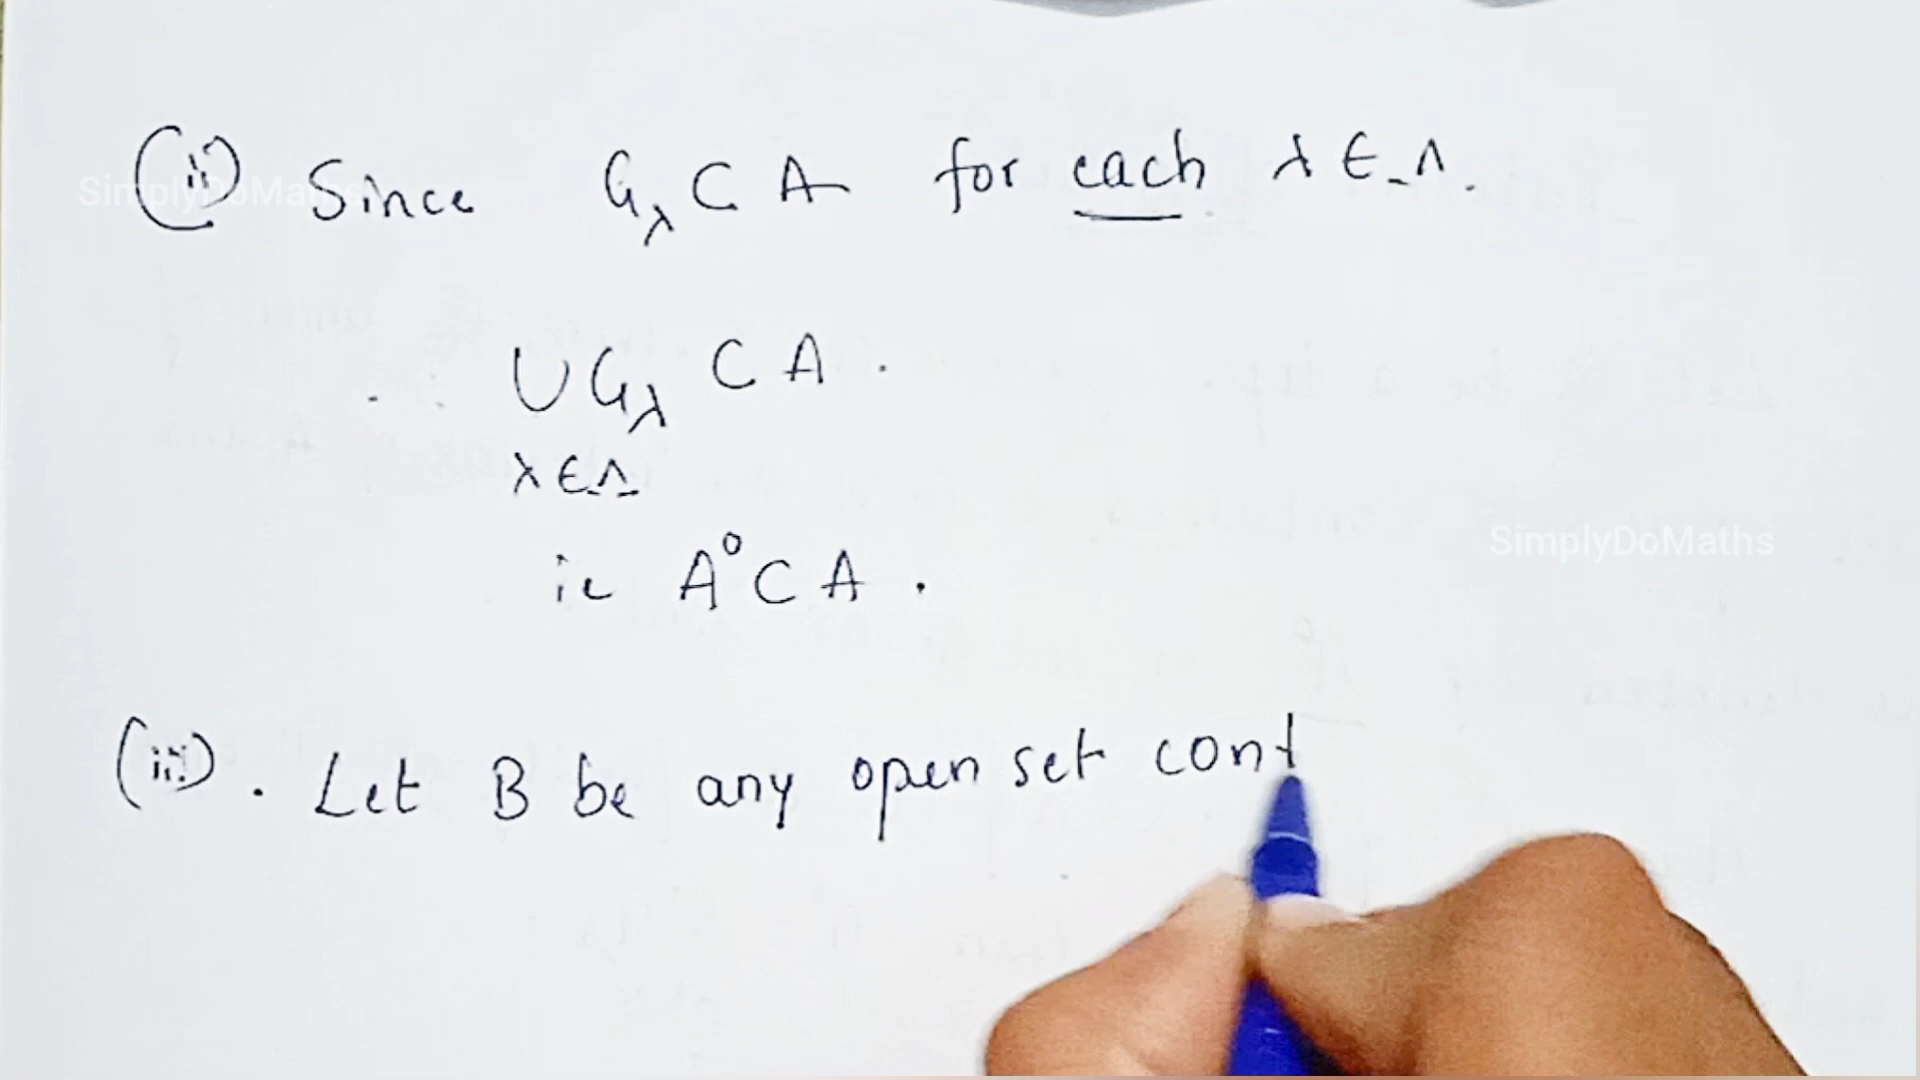 (ii) Since G_λ ⊂ A for each λ ∈ Λ.
∪ G_λ ⊂ A.
λ ∈ Λ
ie A° ⊂ A.
(iii). Let B be any open set cont
SimplyDoMaths
SimplyDoMaths